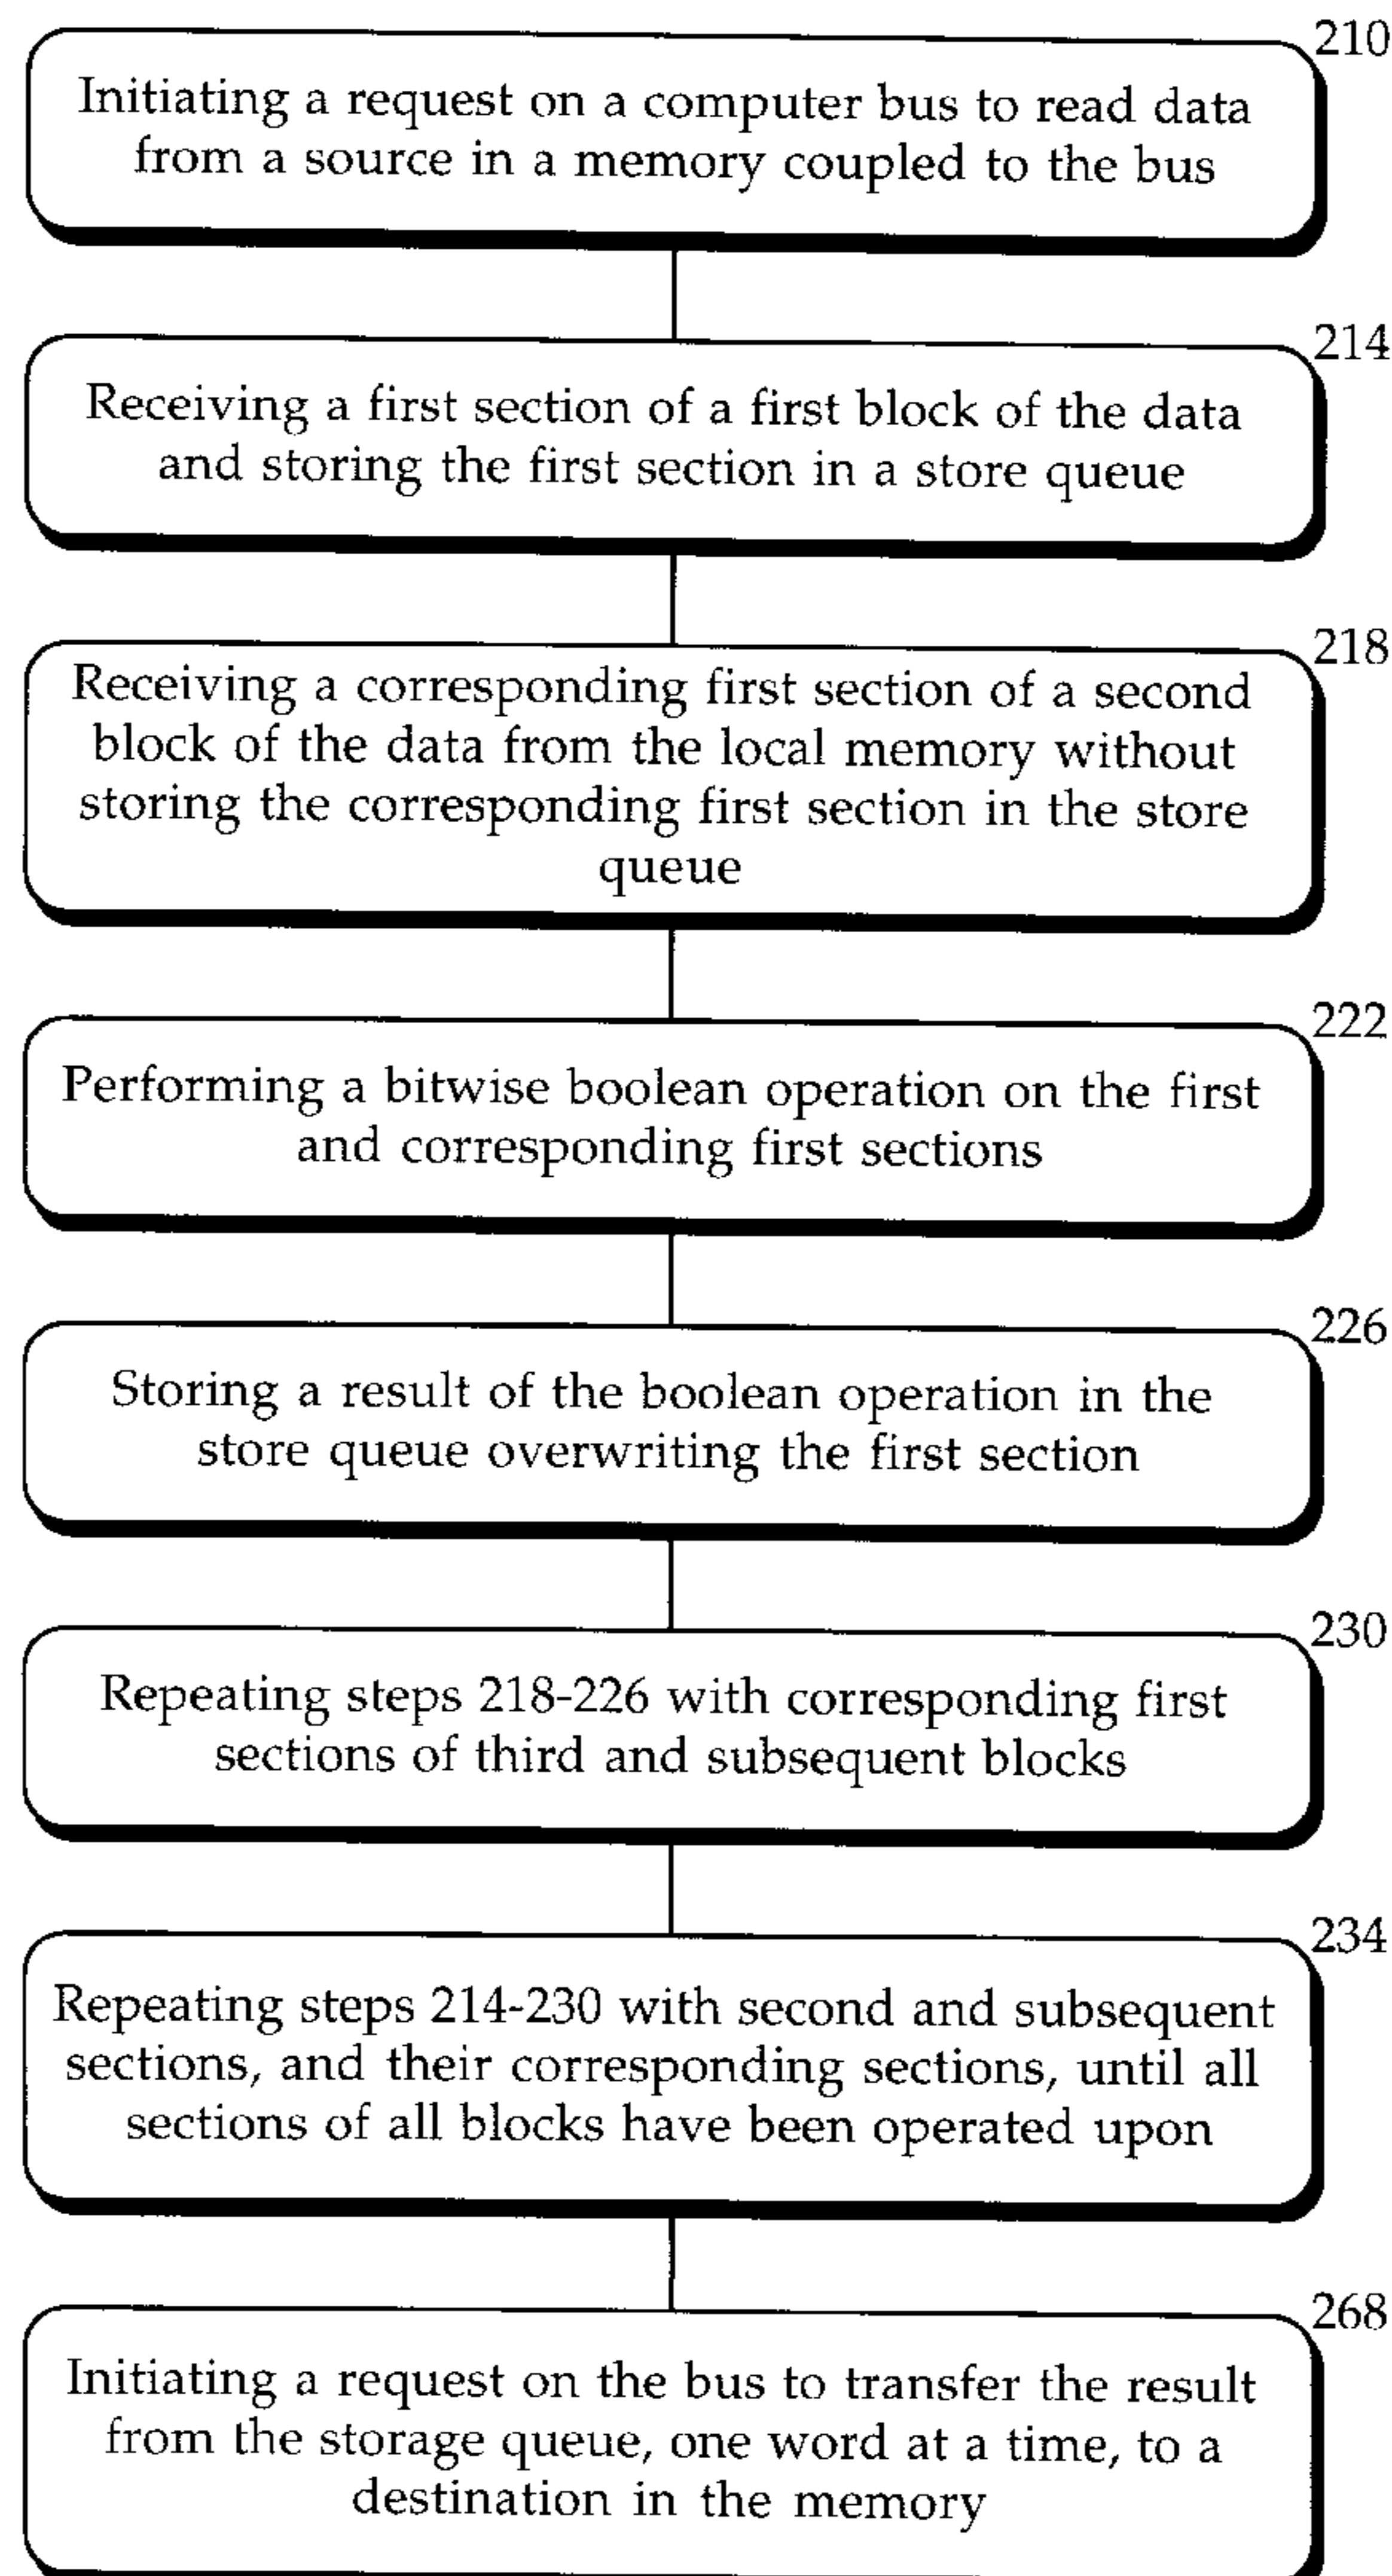 210
Initiating a request on a computer bus to read data
from a source in a memory coupled to the bus
214
Receiving a first section of a first block of the data
and storing the first section in a store queue
218
Receiving a corresponding first section of a second
block of the data from the local memory without
storing the corresponding first section in the store
queue
222
Performing a bitwise boolean operation on the first
and corresponding first sections
226
Storing a result of the boolean operation in the
store queue overwriting the first section
230
Repeating steps 218-226 with corresponding first
sections of third and subsequent blocks
234
Repeating steps 214-230 with second and subsequent
sections, and their corresponding sections, until all
sections of all blocks have been operated upon
268
Initiating a request on the bus to transfer the result
from the storage queue, one word at a time, to a
destination in the memory